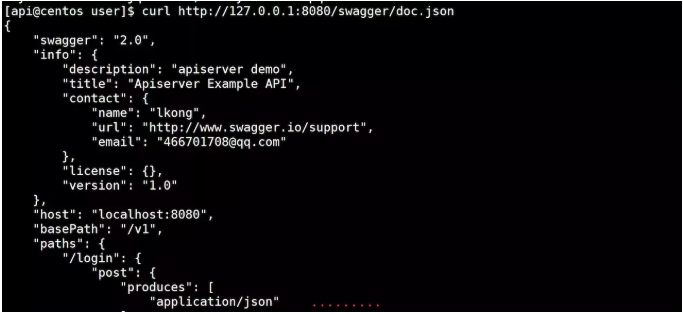 [api@centos user]$ curl http://127.0.0.1:8080/swagger/doc.json
{
    "swagger": "2.0",
    "info": {
        "description": "apiserver demo",
        "title": "Apiserver Example API",
        "contact": {
            "name": "lkong",
            "url": "http://www.swagger.io/support",
            "email": "466701708@qq.com"
        },
        "license": {},
        "version": "1.0"
    },
    "host": "localhost:8080",
    "basePath": "/v1",
    "paths": {
        "/login": {
            "post": {
                "produces": [
                    "application/json" .........